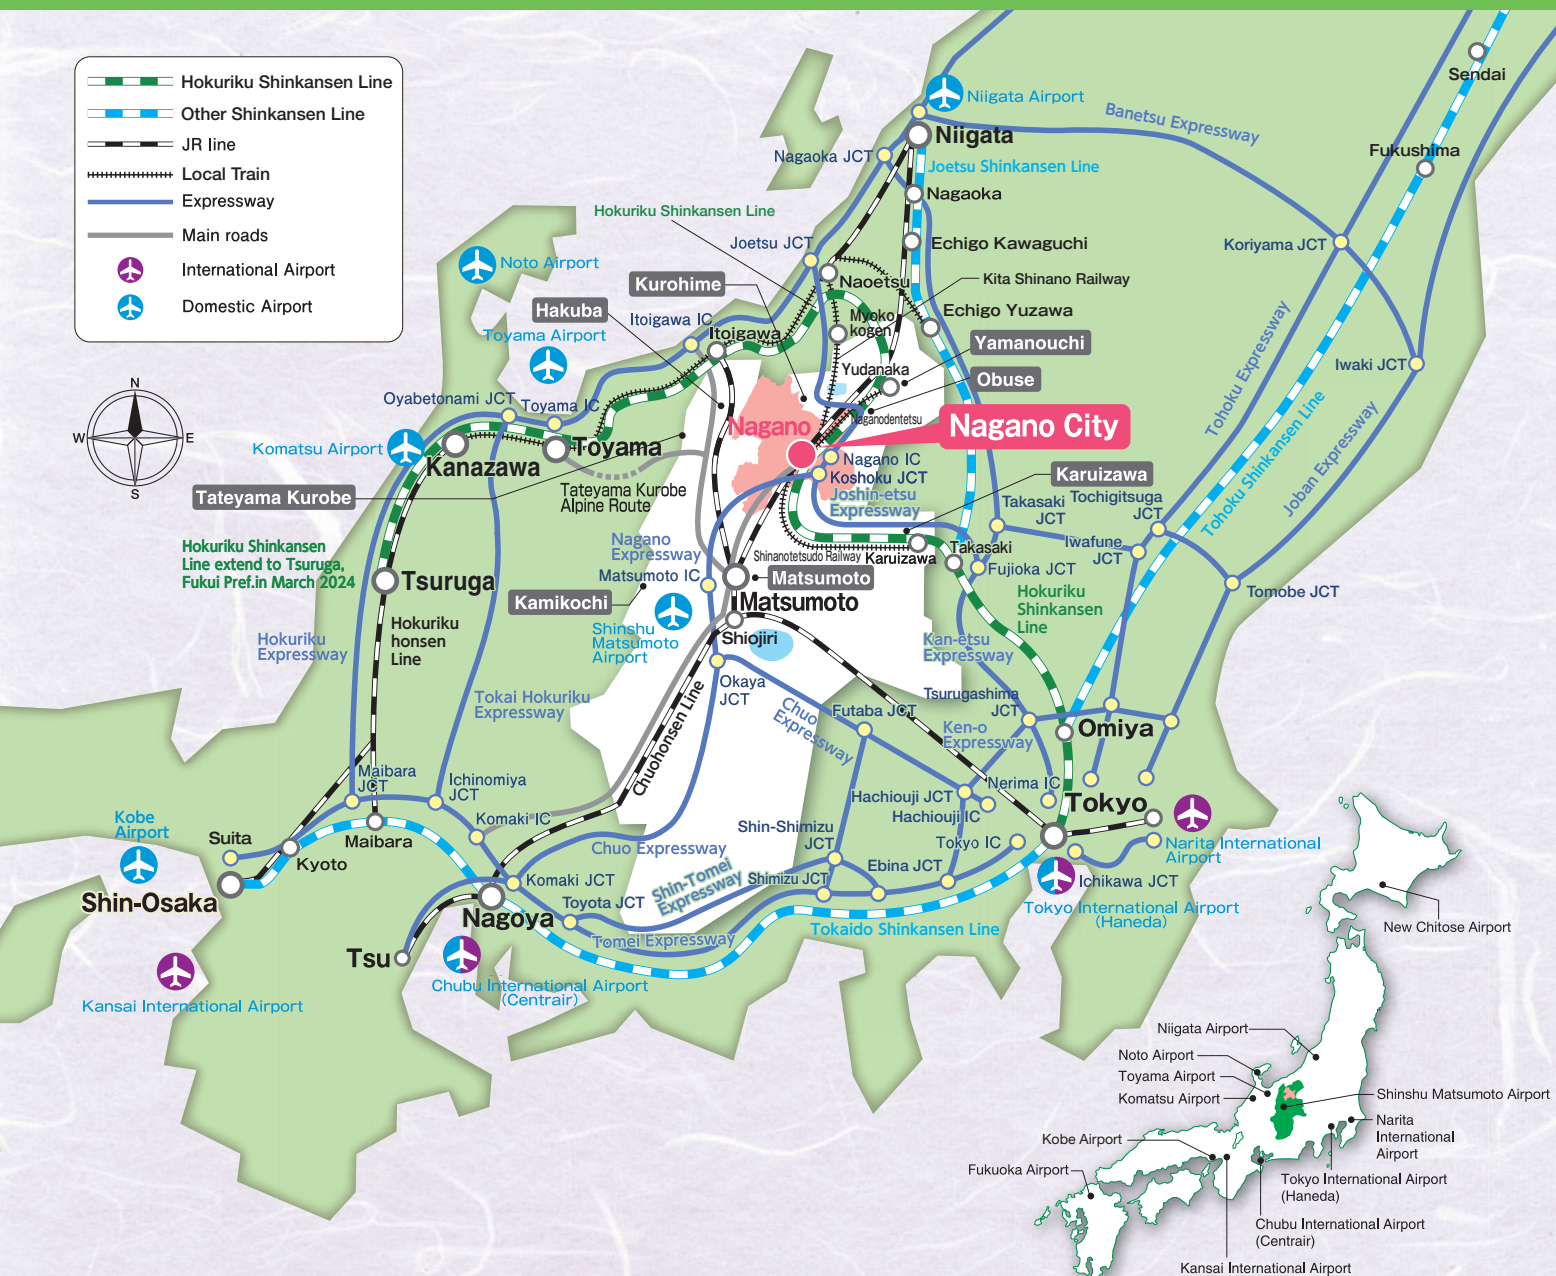 Hokuriku Shinkansen Line
Other Shinkansen Line
JR line
Local Train
Expressway
Main roads
International Airport
Domestic Airport
N
W
E
S
Niigata Airport
Banetsu Expressway
Sendai
Fukushima
Niigata
Nagaoka JCT
Joetsu Shinkansen Line
Nagaoka
Hokuriku Shinkansen Line
Joetsu JCT
Echigo Kawaguchi
Koriyama JCT
Noto Airport
Kurohime
Naoetsu
Kita Shinano Railway
Hakuba
Itoigawa IC
Itoigawa
Myoko
kogen
Echigo Yuzawa
Toyama Airport
Yamanouchi
Yudanaka
Obuse
Tohoku Expressway
Iwaki JCT
Oyabetonami JCT
Toyama IC
Naganodentetsu
Nagano
Nagano City
Komatsu Airport
Kanazawa
Toyama
Nagano IC
Koshoku JCT
Karuizawa
Tateyama Kurobe
Tateyama Kurobe
Alpine Route
Joshin-etsu
Expressway
Takasaki
JCT
Tochigitsuga
JCT
Tohoku Shinkansen Line
Joban Expressway
Hokuriku Shinkansen
Line extend to Tsuruga,
Fukui Pref.in March 2024
Nagano
Expressway
Shinanotetsudo Railway
Karuizawa
Takasaki
Iwafune
JCT
Tsuruga
Matsumoto IC
Matsumoto
Fujioka JCT
Tomobe JCT
Kamikochi
Matsumoto
Hokuriku
Shinkansen
Line
Hokuriku
honsen
Line
Hokuriku
Expressway
Shinshu
Matsumoto
Airport
Shiojiri
Kan-etsu
Expressway
Okaya
JCT
Tokai Hokuriku
Expressway
Chuohonsen Line
Chuo
Expressway
Futaba JCT
Tsurugashima
JCT
Ken-o
Expressway
Omiya
Maibara
JCT
Ichinomiya
JCT
Hachiouji JCT
Hachiouji IC
Nerima IC
Tokyo
Kobe
Airport
Suita
Kyoto
Maibara
Komaki IC
Chuo Expressway
Shin-Shimizu
JCT
Tokyo IC
Narita International
Airport
Shin-Osaka
Komaki JCT
Shin-Tomei
Expressway
Shimizu JCT
Ebina JCT
Ichikawa JCT
Nagoya
Toyota JCT
Tokyo International Airport
(Haneda)
Tomei Expressway
Tokaido Shinkansen Line
Tsu
Chubu International Airport
(Centrair)
Kansai International Airport
New Chitose Airport
Niigata Airport
Noto Airport
Toyama Airport
Komatsu Airport
Shinshu Matsumoto Airport
Narita
International
Airport
Kobe Airport
Fukuoka Airport
Tokyo International Airport
(Haneda)
Chubu International Airport
(Centrair)
Kansai International Airport